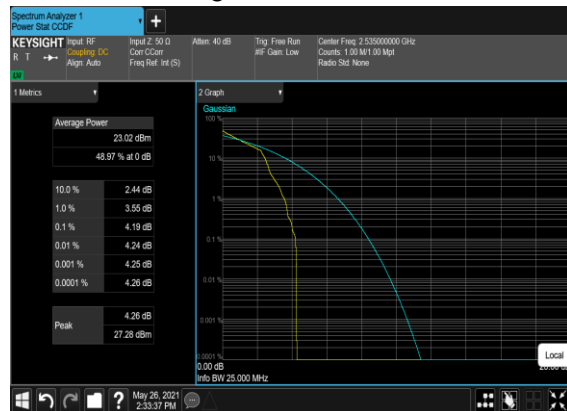 Spectrum Analyzer 1
Power Stat CCDF
KEYSIGHT
R T
LW
Input: RF
Coupling: DC
Align: Auto
Input Z: 50 Ω
Corr CCorr
Freq Ref: Int (S)
Atten: 40 dB
Trig: Free Run
#IF Gain: Low
Center Freq: 2.535000000 GHz
Counts: 1.00 M/1.00 Mpt
Radio Std: None
1 Metrics
Average Power
23.02 dBm
48.97 % at 0 dB
10.0 % 2.44 dB
1.0 % 3.55 dB
0.1 % 4.19 dB
0.01 % 4.24 dB
0.001 % 4.25 dB
0.0001 % 4.26 dB
Peak
4.26 dB
27.28 dBm
2 Graph
Gaussian
100 %
10 %
1 %
0.1 %
0.01 %
0.001 %
0.0001 %
0.00 dB
Info BW 25.000 MHz
Local
?
May 26, 2021
2:33:37 PM